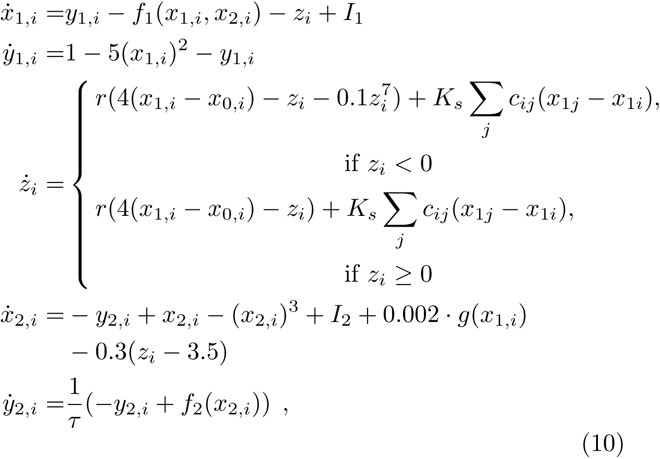 ẋ_{1,i} = y_{1,i} − f_1(x_{1,i}, x_{2,i}) − z_i + I_1
ẏ_{1,i} = 1 − 5(x_{1,i})^2 − y_{1,i}
ż_i = { r(4(x_{1,i} − x_{0,i}) − z_i − 0.1z_i^7) + K_s ∑_j c_{ij}(x_{1j} − x_{1i}),
if z_i < 0
r(4(x_{1,i} − x_{0,i}) − z_i) + K_s ∑_j c_{ij}(x_{1j} − x_{1i}),
if z_i ≥ 0
ẋ_{2,i} = − y_{2,i} + x_{2,i} − (x_{2,i})^3 + I_2 + 0.002 · g(x_{1,i})
− 0.3(z_i − 3.5)
ẏ_{2,i} = \frac{1}{τ}(−y_{2,i} + f_2(x_{2,i})) ,
(10)